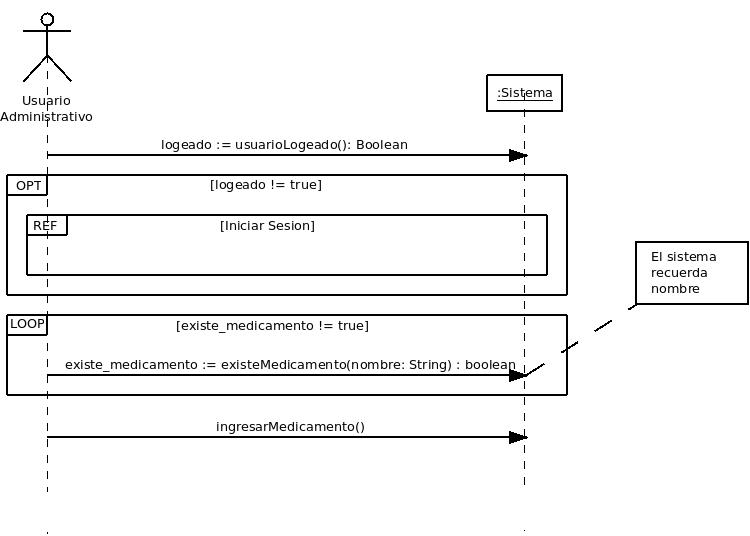 Usuario
Administrativo
:Sistema
logeado := usuarioLogeado(): Boolean
OPT
[logeado != true]
REF
[Iniciar Sesion]
El sistema
recuerda
nombre
LOOP
[existe_medicamento != true]
existe_medicamento := existeMedicamento(nombre: String) : boolean
ingresarMedicamento()